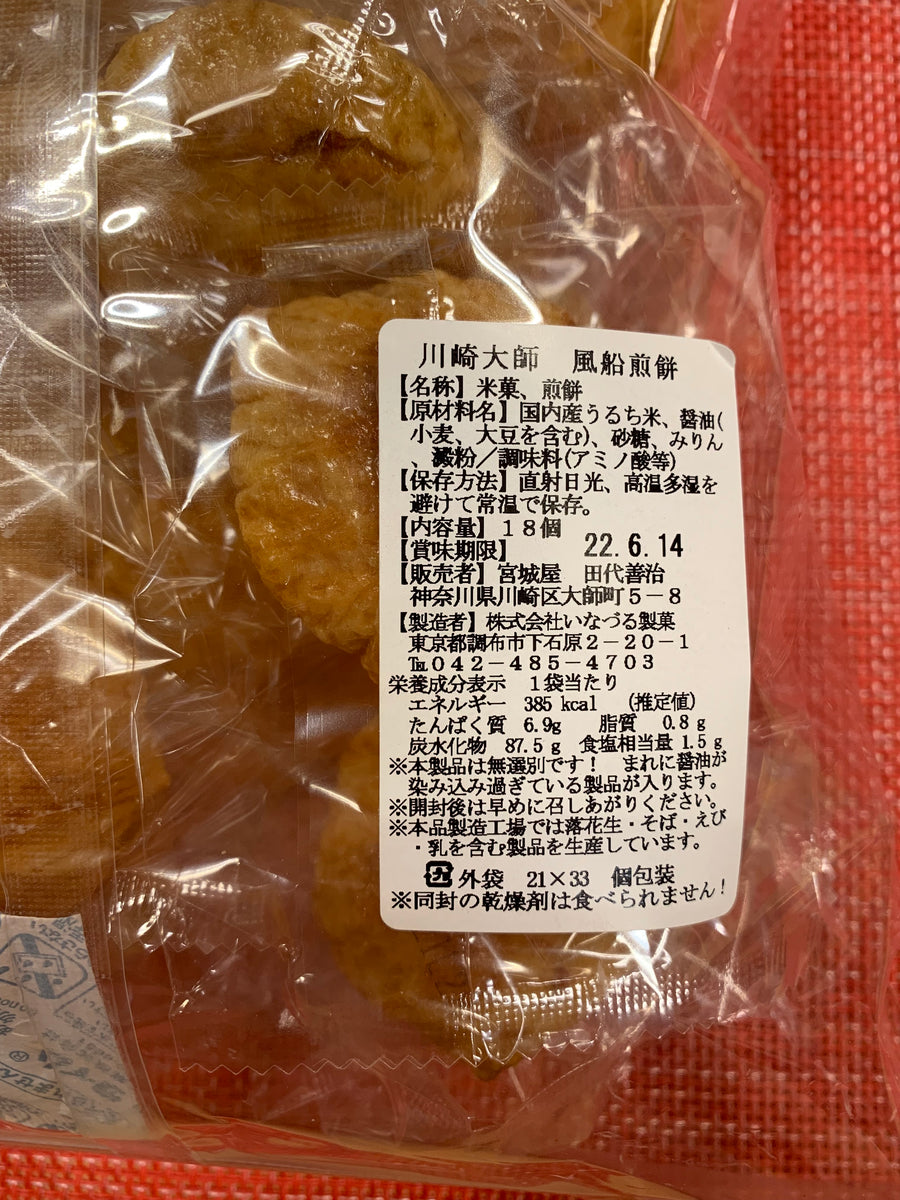 川崎大師　風船煎餅
【名称】米菓、煎餅
【原材料名】国内産うるち米、醤油(
小麦、大豆を含む)、砂糖、みりん
、澱粉／調味料(アミノ酸等)
【保存方法】直射日光、高温多湿を
避けて常温で保存。
【内容量】１８個
【賞味期限】　22.6.14
【販売者】宮城屋　田代善治
神奈川県川崎区大師町５－８
【製造者】株式会社いなづる製菓
東京都調布市下石原２－２０－１
℡０４２－４８５－４７０３
栄養成分表示　１袋当たり
エネルギー　385 kcal　(推定値)
たんぱく質　6.9g　脂質　0.8 g
炭水化物　87.5 g　食塩相当量 1.5 g
※本製品は無選別です！　まれに醤油が
染み込み過ぎている製品が入ります。
※開封後は早めに召しあがりください。
※本品製造工場では落花生・そば・えび
・乳を含む製品を生産しています。
プラ 外袋　21×33　個包装
※同封の乾燥剤は食べられません！